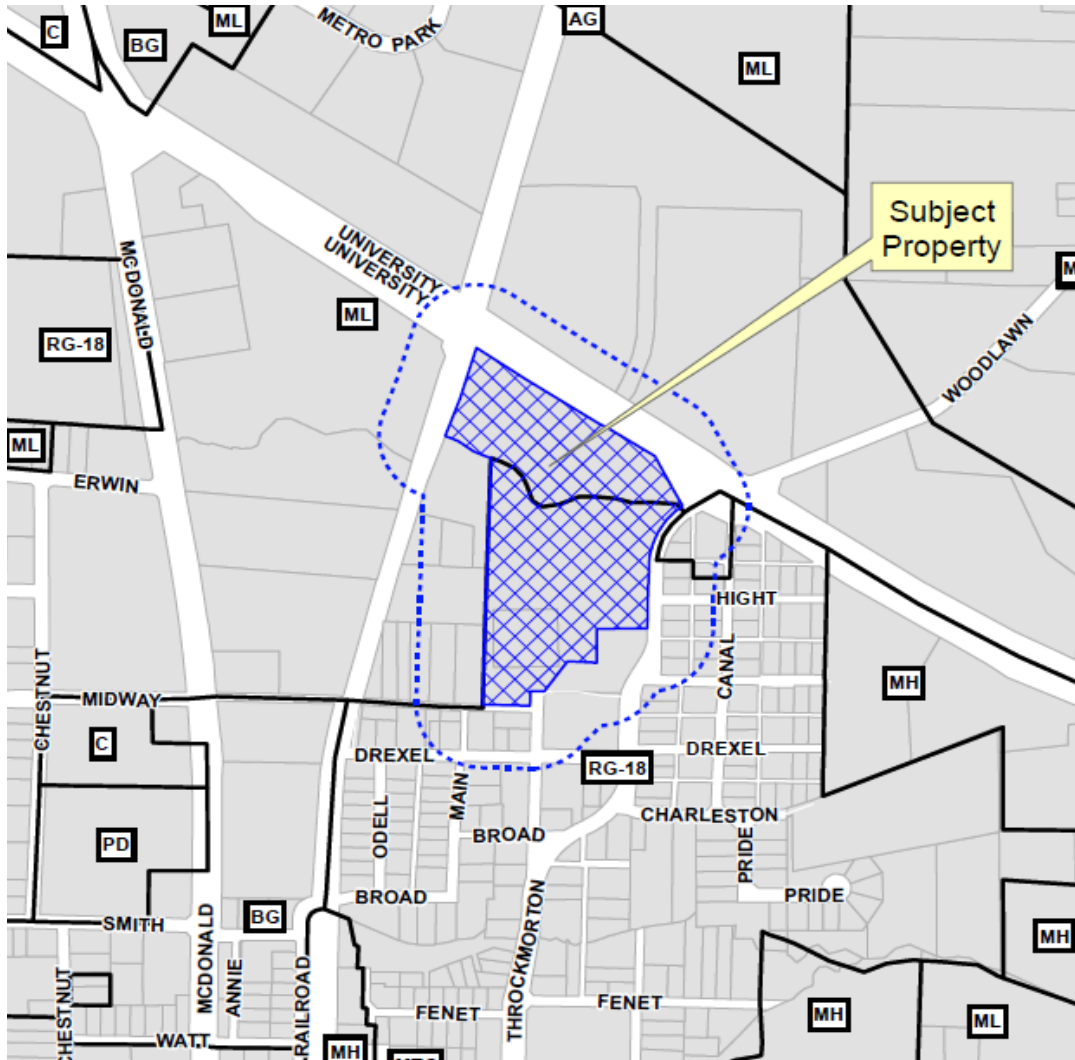 ML
AG
C
BG
METRO PARK
ML
Subject
Property
UNIVERSITY
UNIVERSITY
MCDONALD
ML
RG-18
WOODLAWN
ML
ERWIN
HIGHT
CANAL
MH
MIDWAY
CHESTNUT
C
DREXEL
DREXEL
RG-18
MAIN
ODELL
CHARLESTON
BROAD
PD
PRIDE
PRIDE
BROAD
BG
SMITH
THROCKMORTON
MH
MCDONALD
ANNIE
RAILROAD
CHESTNUT
FENET
FENET
MH
ML
WATT
MH